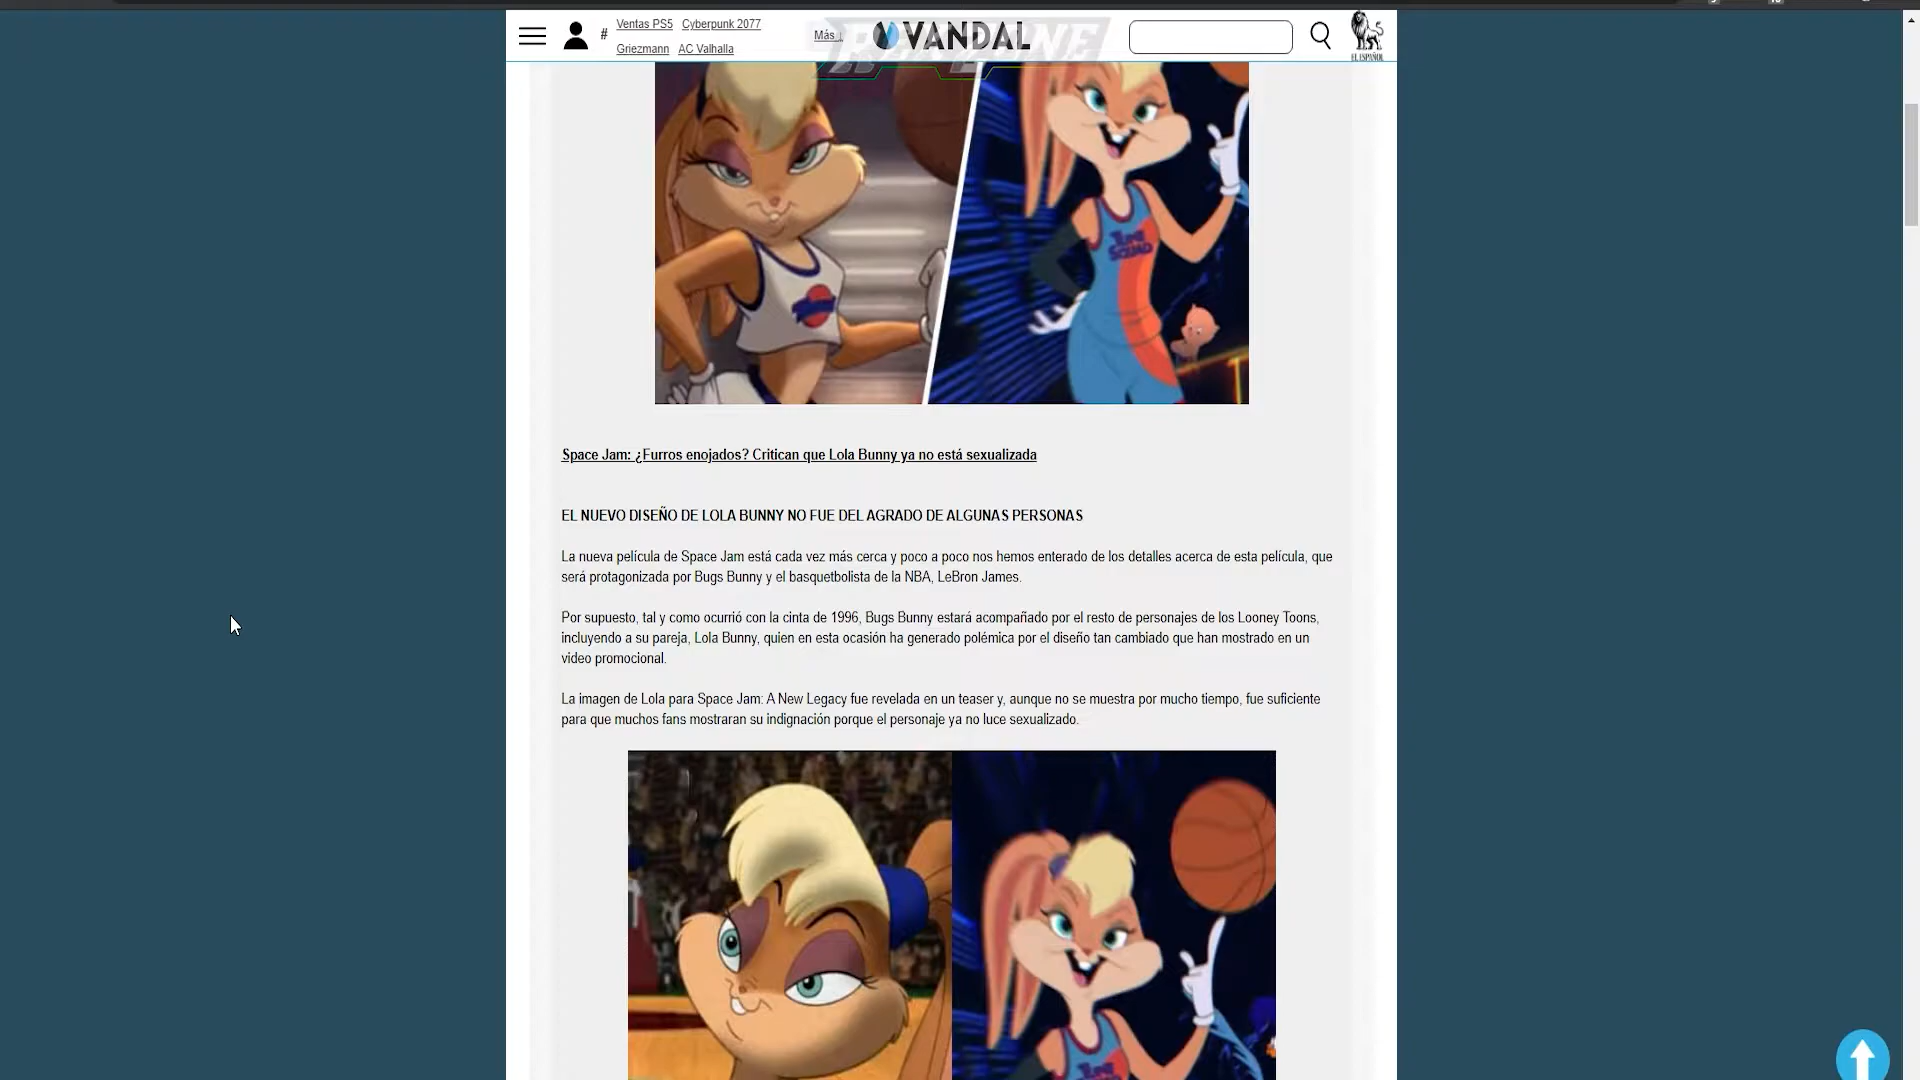 Ventas PS5 Cyberpunk 2077
# Griezmann AC Valhalla
Más
VANDAL
EL ESPAÑOL
TUNE
SQUAD
Space Jam: ¿Furros enojados? Critican que Lola Bunny ya no está sexualizada
EL NUEVO DISEÑO DE LOLA BUNNY NO FUE DEL AGRADO DE ALGUNAS PERSONAS
La nueva película de Space Jam está cada vez más cerca y poco a poco nos hemos enterado de los detalles acerca de esta película, que
será protagonizada por Bugs Bunny y el basquetbolista de la NBA, LeBron James.
Por supuesto, tal y como ocurrió con la cinta de 1996, Bugs Bunny estará acompañado por el resto de personajes de los Looney Toons,
incluyendo a su pareja, Lola Bunny, quien en esta ocasión ha generado polémica por el diseño tan cambiado que han mostrado en un
video promocional.
La imagen de Lola para Space Jam: A New Legacy fue revelada en un teaser y, aunque no se muestra por mucho tiempo, fue suficiente
para que muchos fans mostraran su indignación porque el personaje ya no luce sexualizado.